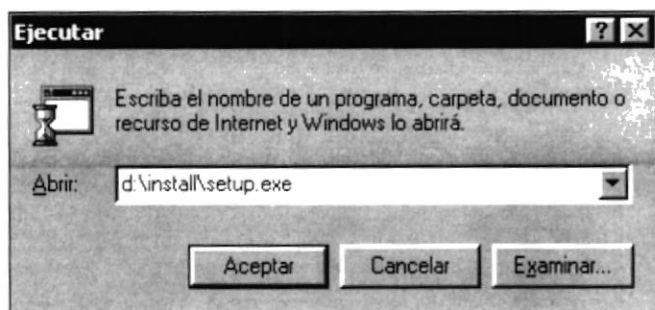 Ejecutar
Escriba el nombre de un programa, carpeta, documento o
recurso de Internet y Windows lo abrirá.
Abrir: d:\install\setup.exe
Aceptar Cancelar Examinar...